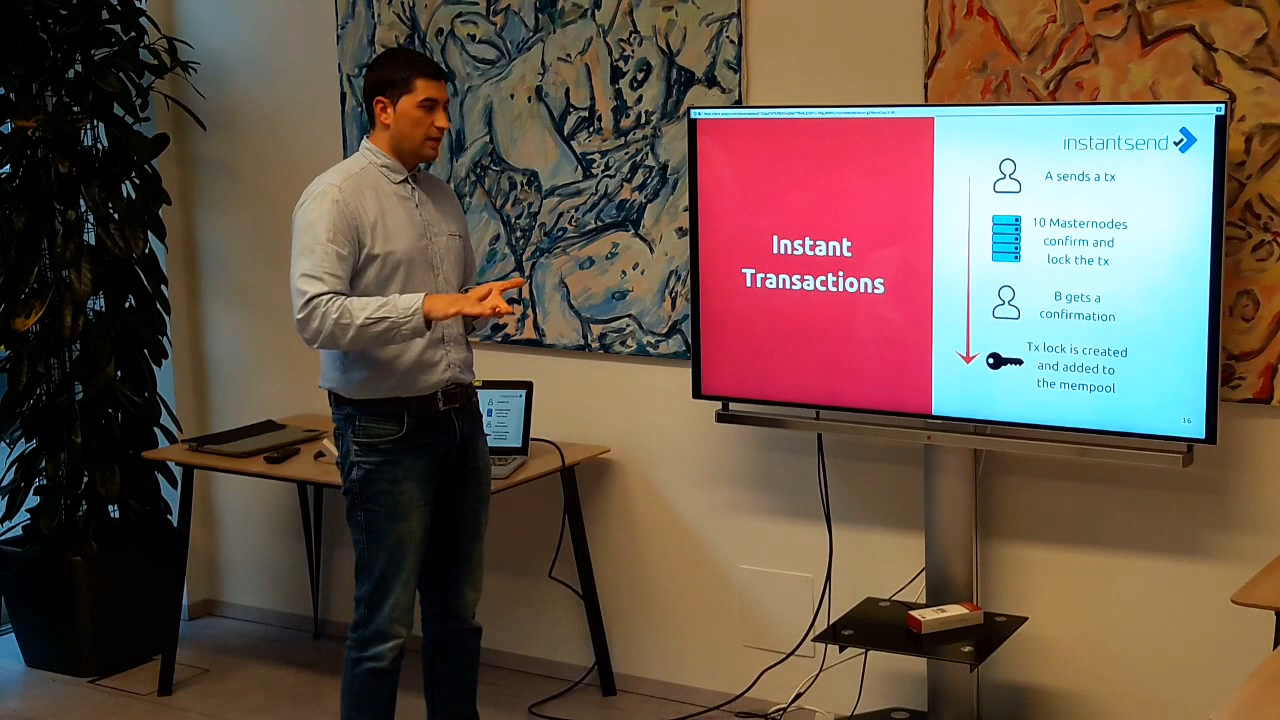 Instant
Transactions
instantsend
A sends a tx
10 Masternodes
confirm and
lock the tx
B gets a
confirmation
Tx lock is created
and added to
the mempool
16